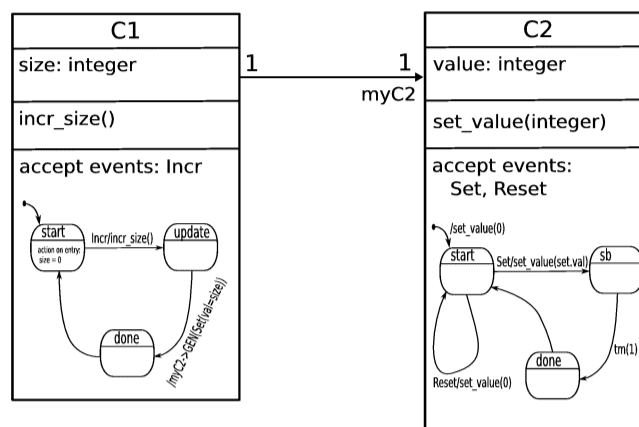 C1
size: integer
incr_size()
accept events: Incr
start
action on entry:
size = 0
Incr/incr_size()
update
done
/myC2->GEN(Set(val=size))
1
1
myC2
C2
value: integer
set_value(integer)
accept events:
Set, Reset
/set_value(0)
start
Set/set_value(set.val)
sb
tm(1)
done
Reset/set_value(0)